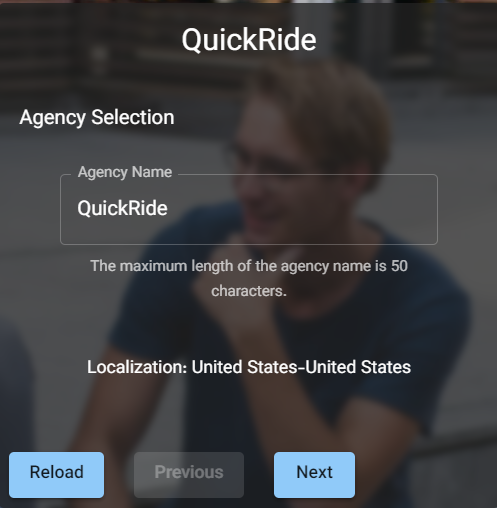 QuickRide
Agency Selection
Agency Name
QuickRide
The maximum length of the agency name is 50
characters.
Localization: United States-United States
Reload
Previous
Next